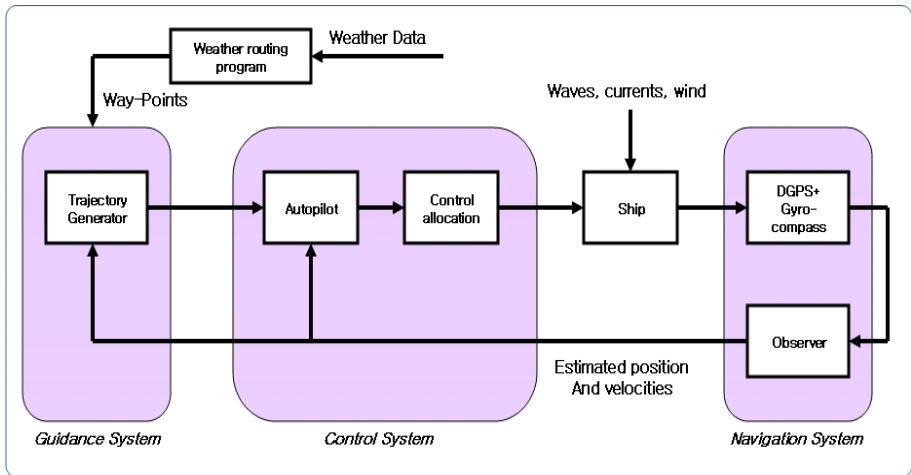 Weather Data
Weather routing
program
Way-Points
Waves, currents, wind
Trajectory
Generator
Autopilot
Control
allocation
Ship
DGPS+
Gyro-
compass
Observer
Estimated position
And velocities
Guidance System
Control System
Navigation System